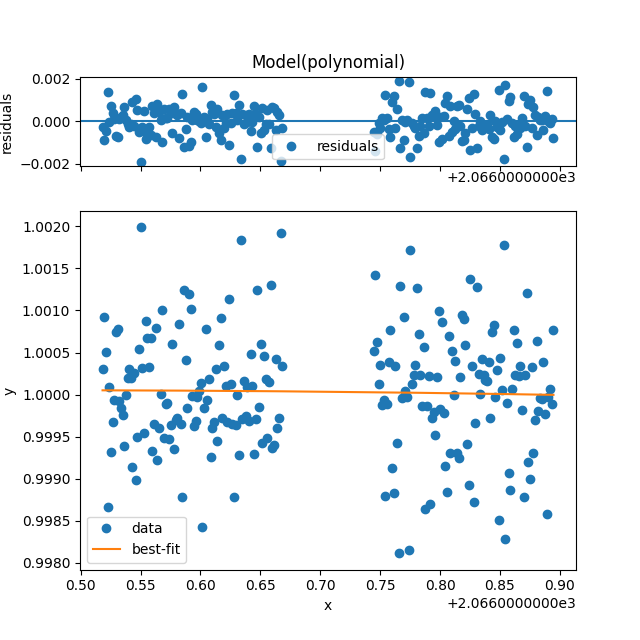 Model(polynomial)
0.002
0.000
−0.002
residuals
residuals
+2.0660000000e3
1.0020
1.0015
1.0010
1.0005
1.0000
0.9995
0.9990
0.9985
0.9980
y
data
best-fit
0.50 0.55 0.60 0.65 0.70 0.75 0.80 0.85 0.90
x
+2.0660000000e3